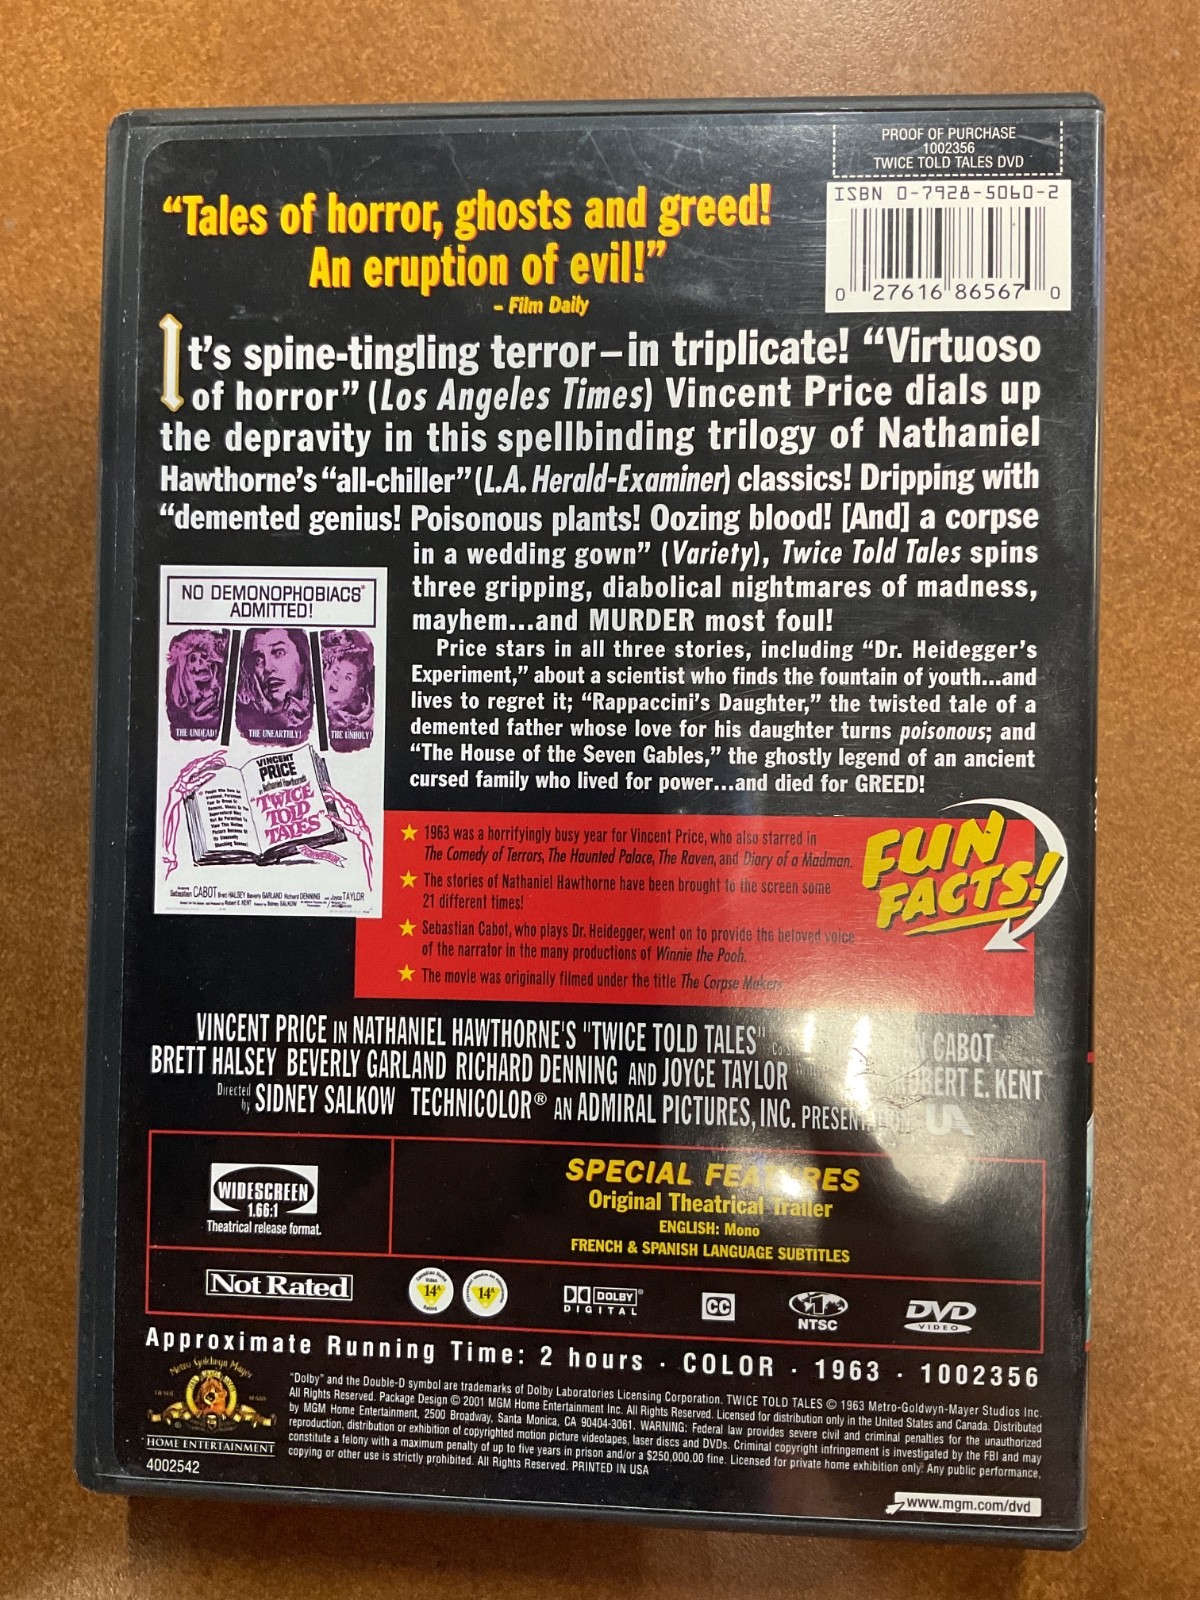 PROOF OF PURCHASE
1002356
TWICE TOLD TALES DVD
ISBN 0-7928-5060-2
0 27616 86567 0
“Tales of horror, ghosts and greed!
An eruption of evil!”
– Film Daily
It's spine-tingling terror—in triplicate! “Virtuoso
of horror” (Los Angeles Times) Vincent Price dials up
the depravity in this spellbinding trilogy of Nathaniel
Hawthorne's “all-chiller” (L.A. Herald-Examiner) classics! Dripping with
“demented genius! Poisonous plants! Oozing blood! [And] a corpse
in a wedding gown” (Variety), Twice Told Tales spins
three gripping, diabolical nightmares of madness,
mayhem...and MURDER most foul!
Price stars in all three stories, including “Dr. Heidegger's
Experiment,” about a scientist who finds the fountain of youth...and
lives to regret it; “Rappaccini's Daughter,” the twisted tale of a
demented father whose love for his daughter turns poisonous; and
“The House of the Seven Gables,” the ghostly legend of an ancient
cursed family who lived for power...and died for GREED!
NO DEMONOPHOBIACS*
ADMITTED!
THE UNDEAD! THE UNEARTHLY! THE UNHOLY!
VINCENT
PRICE
in Nathaniel Hawthorne's
"TWICE
TOLD
TALES"
Sebastian CABOT Brett HALSEY Beverly GARLAND Richard DENNING and Joyce TAYLOR
Robert E. KENT Sidney SALKOW
★ 1963 was a horrifyingly busy year for Vincent Price, who also starred in
The Comedy of Terrors, The Haunted Palace, The Raven, and Diary of a Madman.
★ The stories of Nathaniel Hawthorne have been brought to the screen some
21 different times!
★ Sebastian Cabot, who plays Dr. Heidegger, went on to provide the beloved voice
of the narrator in the many productions of Winnie the Pooh.
★ The movie was originally filmed under the title The Corpse Makers
FUN
FACTS!
VINCENT PRICE IN NATHANIEL HAWTHORNE'S "TWICE TOLD TALES" CABOT
BRETT HALSEY BEVERLY GARLAND RICHARD DENNING AND JOYCE TAYLOR E. KENT
Directed by SIDNEY SALKOW TECHNICOLOR® AN ADMIRAL PICTURES, INC. UA
WIDESCREEN
1.66:1
Theatrical release format.
SPECIAL FEATURES
Original Theatrical Trailer
ENGLISH: Mono
FRENCH & SPANISH LANGUAGE SUBTITLES
Not Rated
Canadian Home Video Rating 14A
14A
DOLBY
DIGITAL
CC
NTSC
DVD
VIDEO
Approximate Running Time: 2 hours · COLOR · 1963 · 1002356
Metro Goldwyn Mayer
HOME ENTERTAINMENT
4002542
"Dolby" and the Double-D symbol are trademarks of Dolby Laboratories Licensing Corporation. TWICE TOLD TALES © 1963 Metro-Goldwyn-Mayer Studios Inc.
All Rights Reserved. Package Design © 2001 MGM Home Entertainment Inc. All Rights Reserved. Licensed for distribution only in the United States and Canada. Distributed
by MGM Home Entertainment, 2500 Broadway, Santa Monica, CA 90404-3061. WARNING: Federal law provides severe civil and criminal penalties for the unauthorized
reproduction, distribution or exhibition of copyrighted motion picture videotapes, laser discs and DVDs. Criminal copyright infringement is investigated by the FBI and may
constitute a felony with a maximum penalty of up to five years in prison and/or a $250,000.00 fine. Licensed for private home exhibition only. Any public performance,
copying or other use is strictly prohibited. All Rights Reserved. PRINTED IN USA
www.mgm.com/dvd